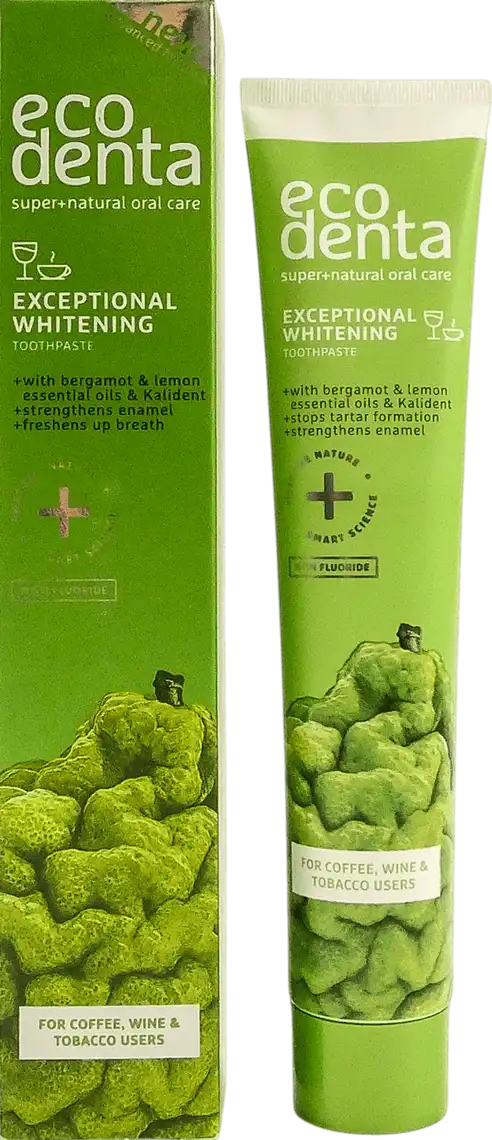 new
eco
denta
super+natural oral care
EXCEPTIONAL
WHITENING
TOOTHPASTE
+with bergamot & lemon
essential oils & Kalident
+strengthens enamel
+freshens up breath
FLUORIDE
FOR COFFEE, WINE &
TOBACCO USERS
eco
denta
super+natural oral care
EXCEPTIONAL
WHITENING
TOOTHPASTE
+with bergamot & lemon
essential oils & Kalident
+stops tartar formation
+strengthens enamel
NATURE
SMART SCIENCE
FLUORIDE
FOR COFFEE, WINE &
TOBACCO USERS